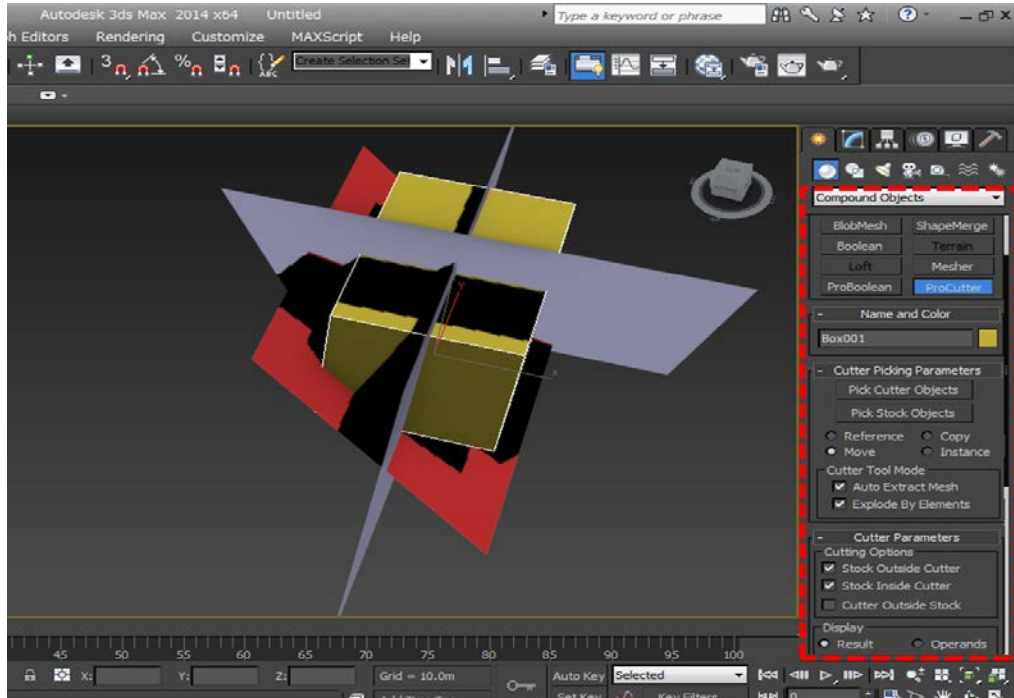 Autodesk 3ds Max 2014 x64 Untitled Type a keyword or phrase
h Editors Rendering Customize MAXScript Help
3 % ABC Create Selection Se
Compound Objects
BlobMesh ShapeMerge
Boolean Terrain
Loft Mesher
ProBoolean ProCutter
- Name and Color
Box001
- Cutter Picking Parameters
Pick Cutter Objects
Pick Stock Objects
Reference Copy
Move Instance
Cutter Tool Mode
Auto Extract Mesh
Explode By Elements
- Cutter Parameters
Cutting Options
Stock Outside Cutter
Stock Inside Cutter
Cutter Outside Stock
Display
Result Operands
y
x
45 50 55 60 65 70 75 80 85 90 95 100
X: Y: Z: Grid = 10.0m Auto Key Selected
Set Key Key Filters... 0